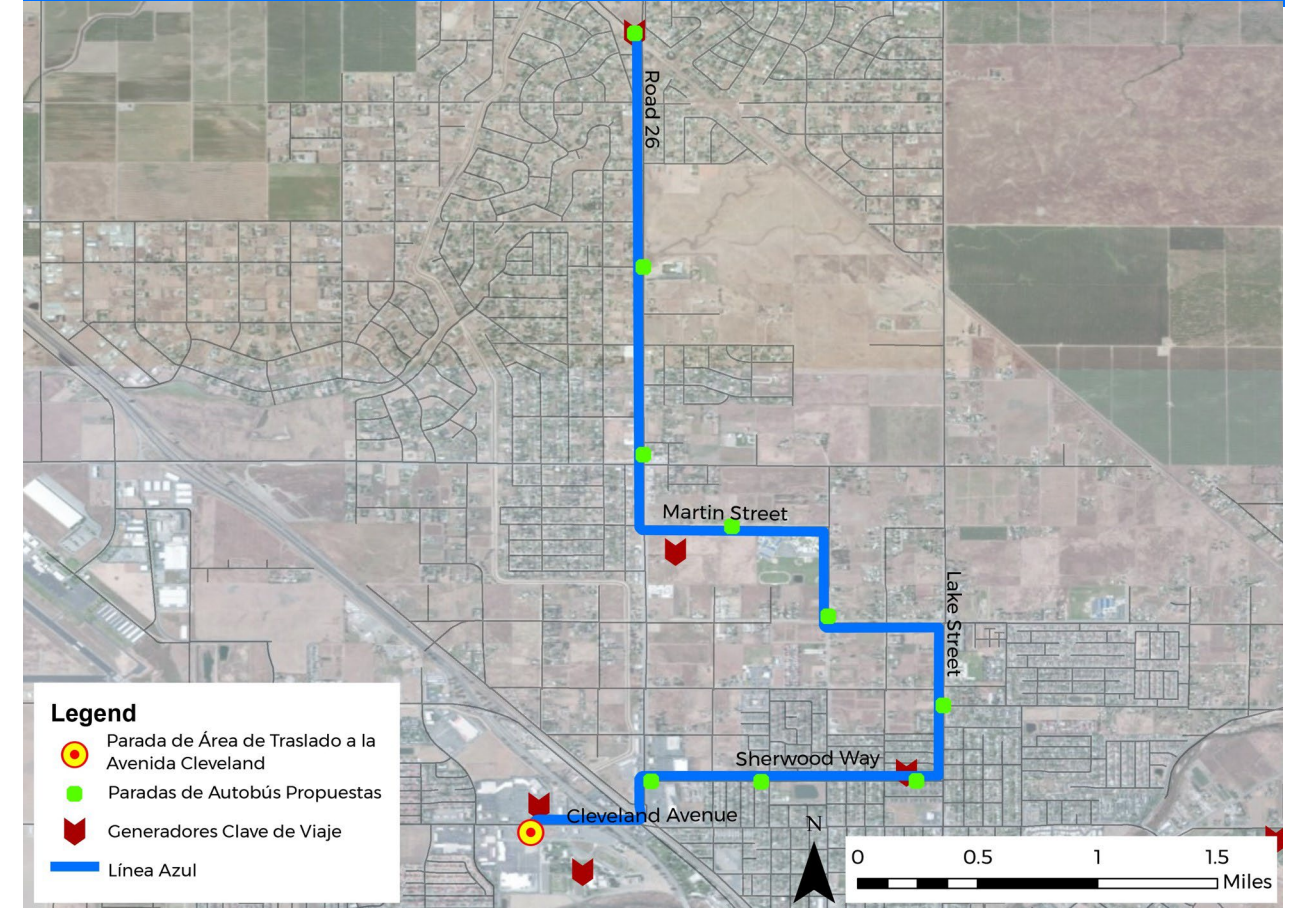 Road 26
Martin Street
Lake Street
Sherwood Way
Cleveland Avenue
Legend
Parada de Área de Traslado a la
Avenida Cleveland
Paradas de Autobús Propuestas
Generadores Clave de Viaje
Línea Azul
N
0 0.5 1 1.5
Miles